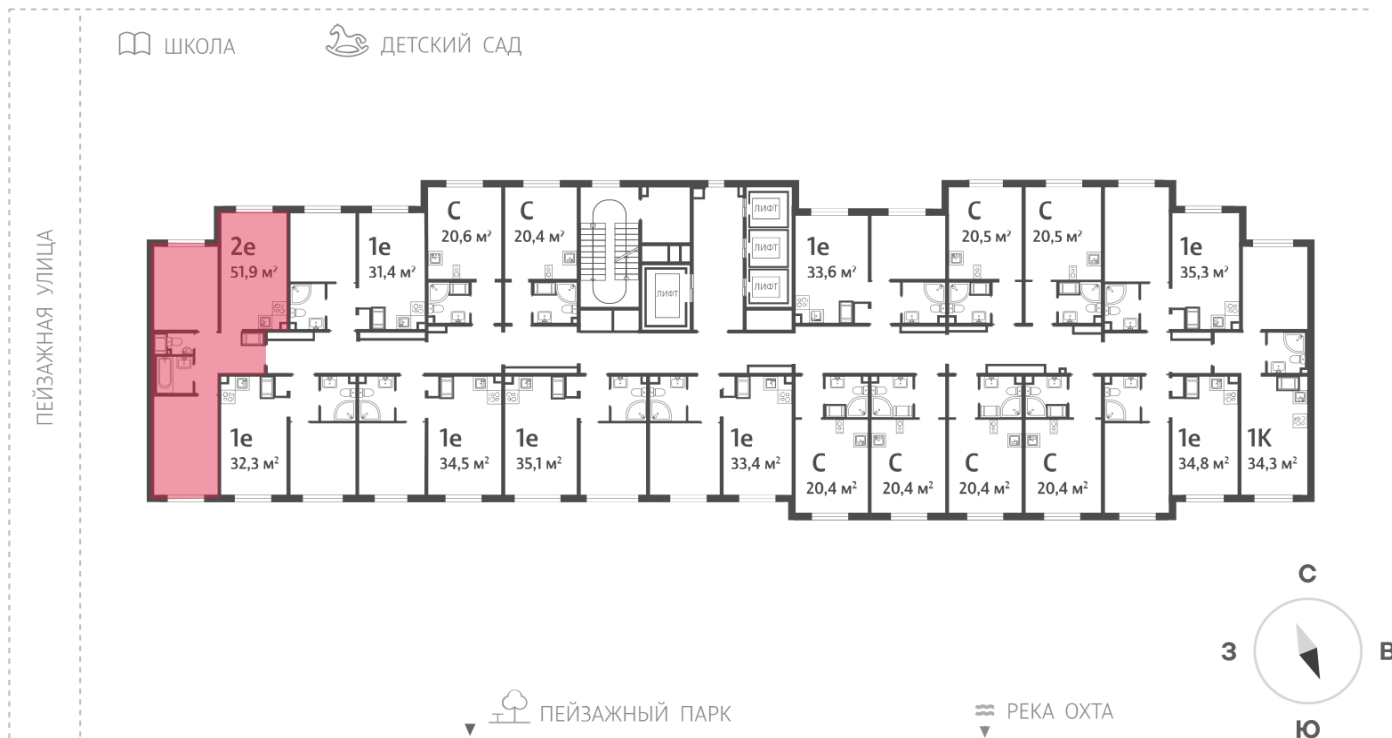 ШКОЛА
ДЕТСКИЙ САД
ПЕЙЗАЖНАЯ УЛИЦА
2е
51,9 м²
1е
31,4 м²
С
20,6 м²
С
20,4 м²
ЛИФТ
ЛИФТ
ЛИФТ
ЛИФТ
1е
33,6 м²
С
20,5 м²
С
20,5 м²
1е
35,3 м²
1е
32,3 м²
1е
34,5 м²
1е
35,1 м²
1е
33,4 м²
С
20,4 м²
С
20,4 м²
С
20,4 м²
С
20,4 м²
1е
34,8 м²
1К
34,3 м²
С
З
В
Ю
ПЕЙЗАЖНЫЙ ПАРК
РЕКА ОХТА